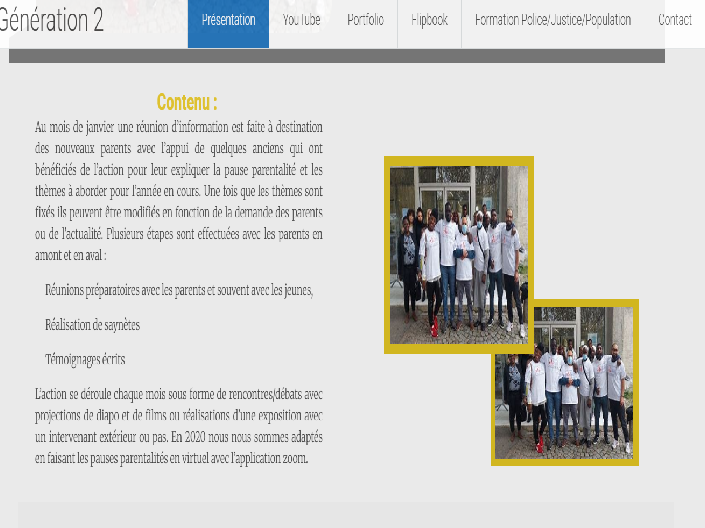 Génération 2
Présentation
YouTube
Portfolio
Flipbook
Formation Police/Justice/Population
Contact
Contenu :
Au mois de janvier une réunion d'information est faite à destination
des nouveaux parents avec l'appui de quelques anciens qui ont
bénéficiés de l'action pour leur expliquer la pause parentalité et les
thèmes à aborder pour l'année en cours. Une fois que les thèmes sont
fixés ils peuvent être modifiés en fonction de la demande des parents
ou de l'actualité. Plusieurs étapes sont effectuées avec les parents en
amont et en aval :
Réunions préparatoires avec les parents et souvent avec les jeunes,
Réalisation de saynètes
Témoignages écrits
L'action se déroule chaque mois sous forme de rencontres/débats avec
projections de diapo et de films ou réalisations d'une exposition avec
un intervenant extérieur ou pas. En 2020 nous nous sommes adaptés
en faisant les pauses parentalités en virtuel avec l'application zoom.